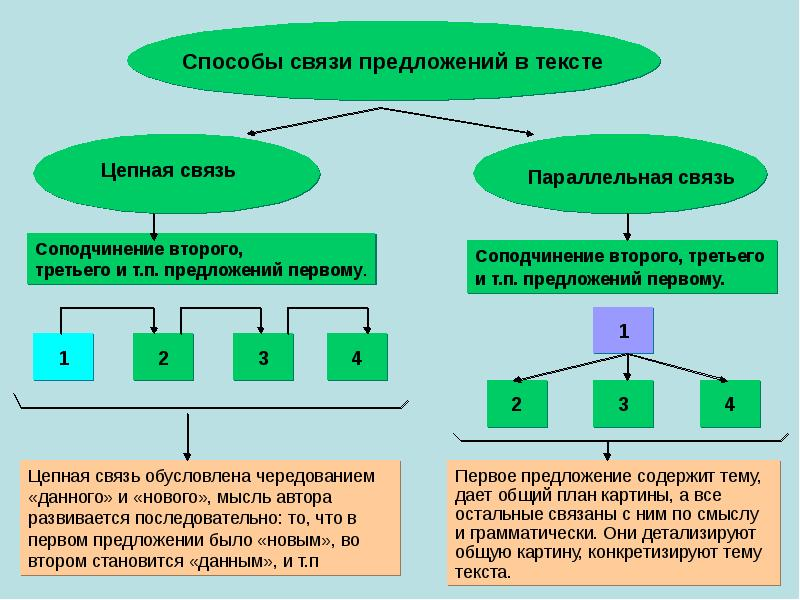 Способы связи предложений в тексте
Цепная связь
Соподчинение второго,
третьего и т.п. предложений первому.
1
2
3
4
Цепная связь обусловлена чередованием
«данного» и «нового», мысль автора
развивается последовательно: то, что в
первом предложении было «новым», во
втором становится «данным», и т.п
Параллельная связь
Соподчинение второго, третьего
и т.п. предложений первому.
1
2
3
4
Первое предложение содержит тему,
дает общий план картины, а все
остальные связаны с ним по смыслу
и грамматически. Они детализируют
общую картину, конкретизируют тему
текста.